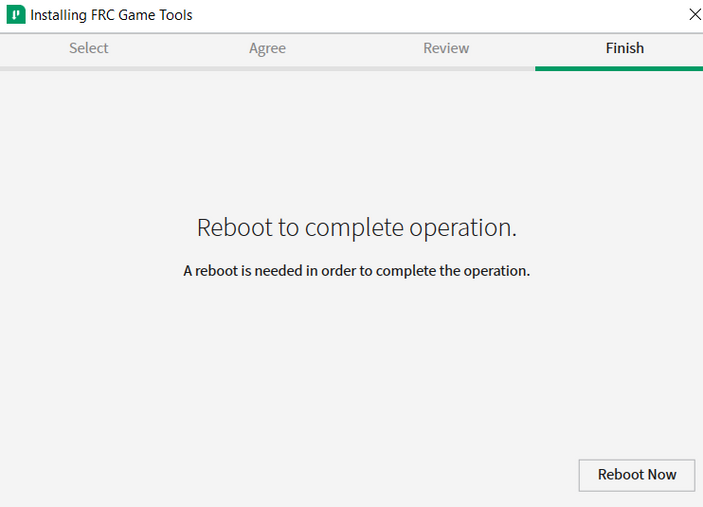 Installing FRC Game Tools
Select Agree Review Finish
Reboot to complete operation.
A reboot is needed in order to complete the operation.
Reboot Now